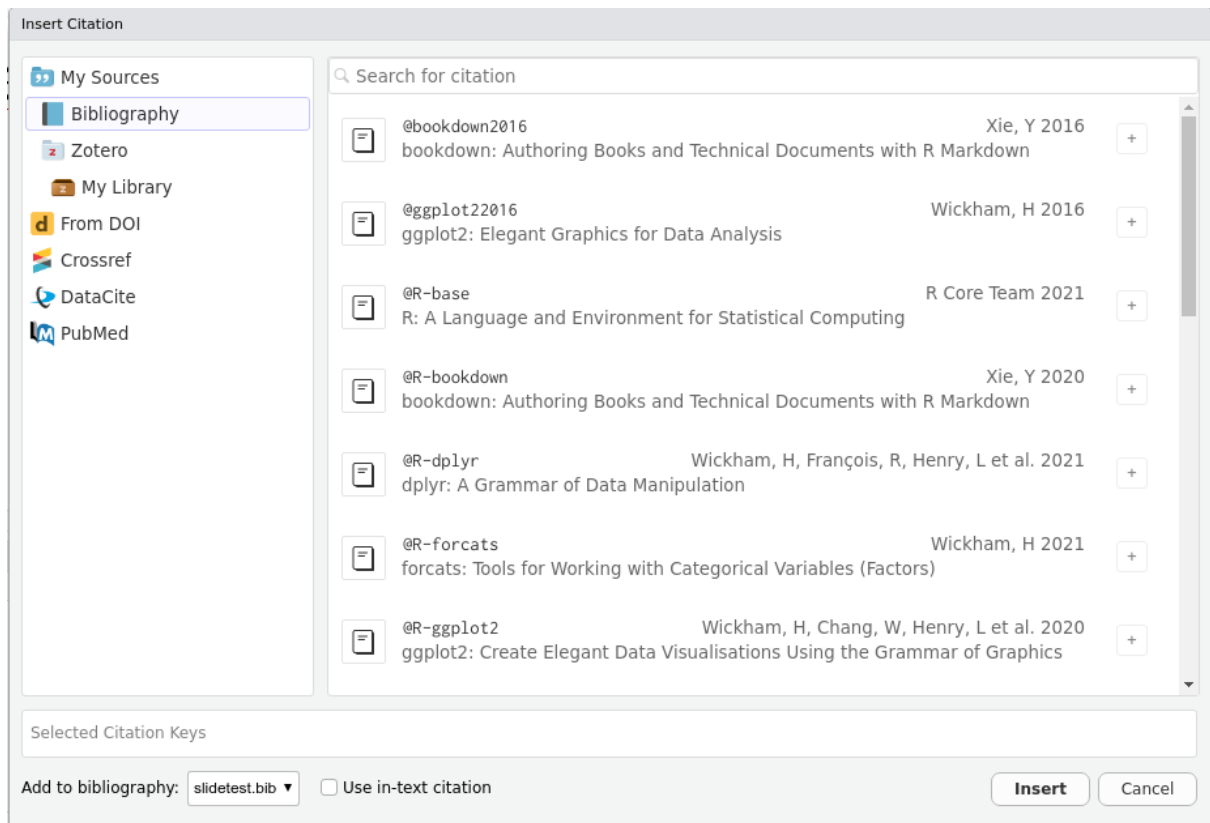 Insert Citation
My Sources
Bibliography
Zotero
My Library
From DOI
Crossref
DataCite
PubMed
Search for citation
@bookdown2016 Xie, Y 2016
bookdown: Authoring Books and Technical Documents with R Markdown
@ggplot22016 Wickham, H 2016
ggplot2: Elegant Graphics for Data Analysis
@R-base R Core Team 2021
R: A Language and Environment for Statistical Computing
@R-bookdown Xie, Y 2020
bookdown: Authoring Books and Technical Documents with R Markdown
@R-dplyr Wickham, H, François, R, Henry, L et al. 2021
dplyr: A Grammar of Data Manipulation
@R-forcats Wickham, H 2021
forcats: Tools for Working with Categorical Variables (Factors)
@R-ggplot2 Wickham, H, Chang, W, Henry, L et al. 2020
ggplot2: Create Elegant Data Visualisations Using the Grammar of Graphics
Selected Citation Keys
Add to bibliography: slidetest.bib Use in-text citation Insert Cancel